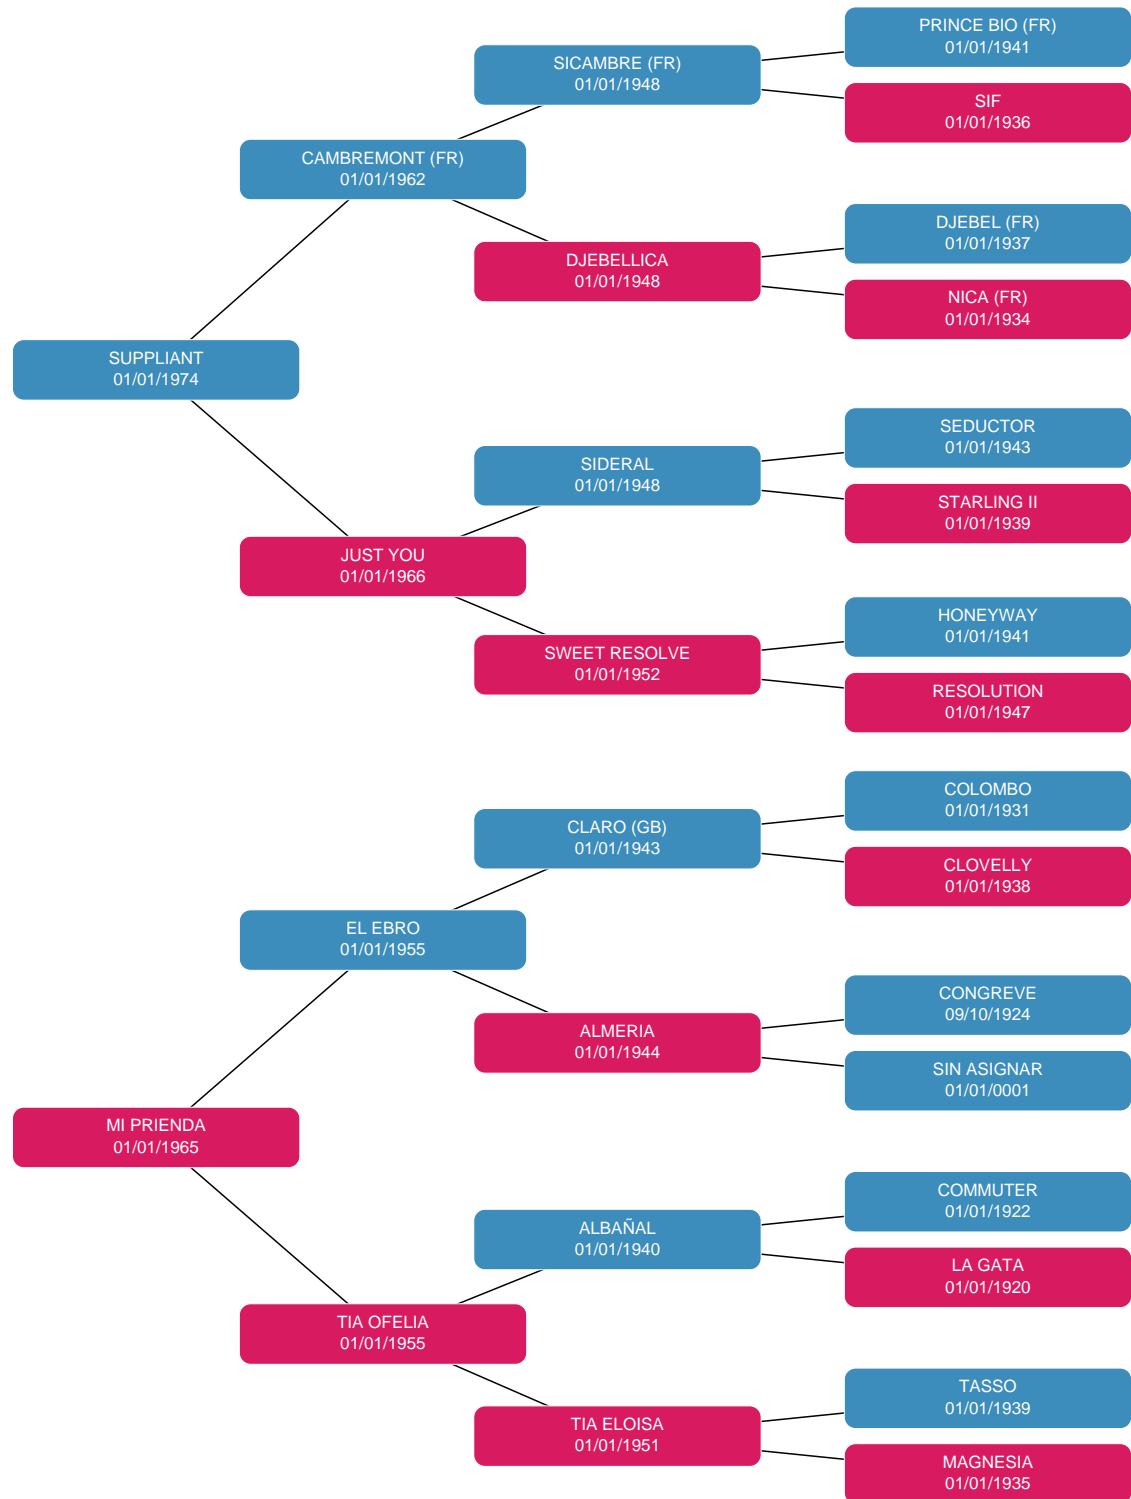 PRINCE BIO (FR)
01/01/1941
SICAMBRE (FR)
01/01/1948
SIF
01/01/1936
CAMBREMONT (FR)
01/01/1962
DJEBEL (FR)
01/01/1937
DJEBELLICA
01/01/1948
NICA (FR)
01/01/1934
SUPPLIANT
01/01/1974
SEDUCTOR
01/01/1943
SIDERAL
01/01/1948
STARLING II
01/01/1939
JUST YOU
01/01/1966
HONEYWAY
01/01/1941
SWEET RESOLVE
01/01/1952
RESOLUTION
01/01/1947
COLOMBO
01/01/1931
CLARO (GB)
01/01/1943
CLOVELLY
01/01/1938
EL EBRO
01/01/1955
CONGREVE
09/10/1924
ALMERIA
01/01/1944
SIN ASIGNAR
01/01/0001
MI PRIENDA
01/01/1965
COMMUTER
01/01/1922
ALBAÑAL
01/01/1940
LA GATA
01/01/1920
TIA OFELIA
01/01/1955
TASSO
01/01/1939
TIA ELOISA
01/01/1951
MAGNESIA
01/01/1935